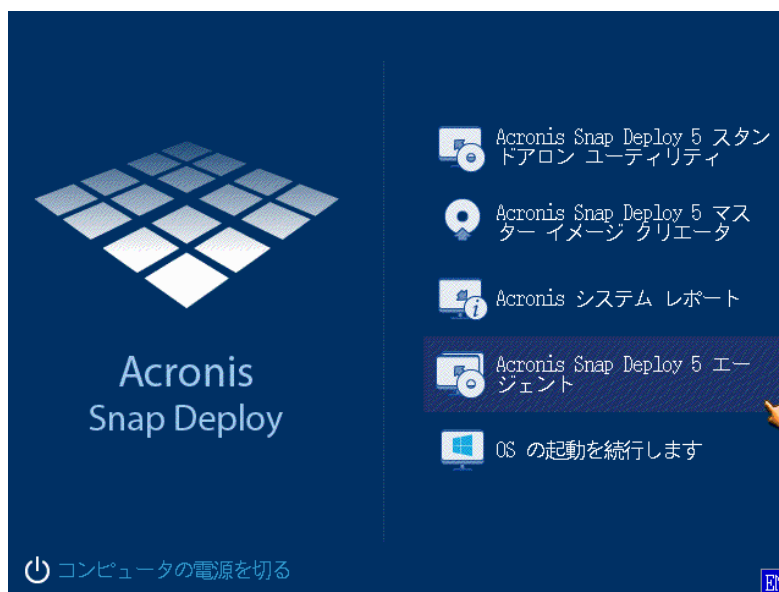 Acronis
Snap Deploy
Acronis Snap Deploy 5 スタン
ドアロン ユーティリティ
Acronis Snap Deploy 5 マス
ター イメージ クリエータ
Acronis システム レポート
Acronis Snap Deploy 5 エー
ジェント
OS の起動を続行します
コンピュータの電源を切る
EN